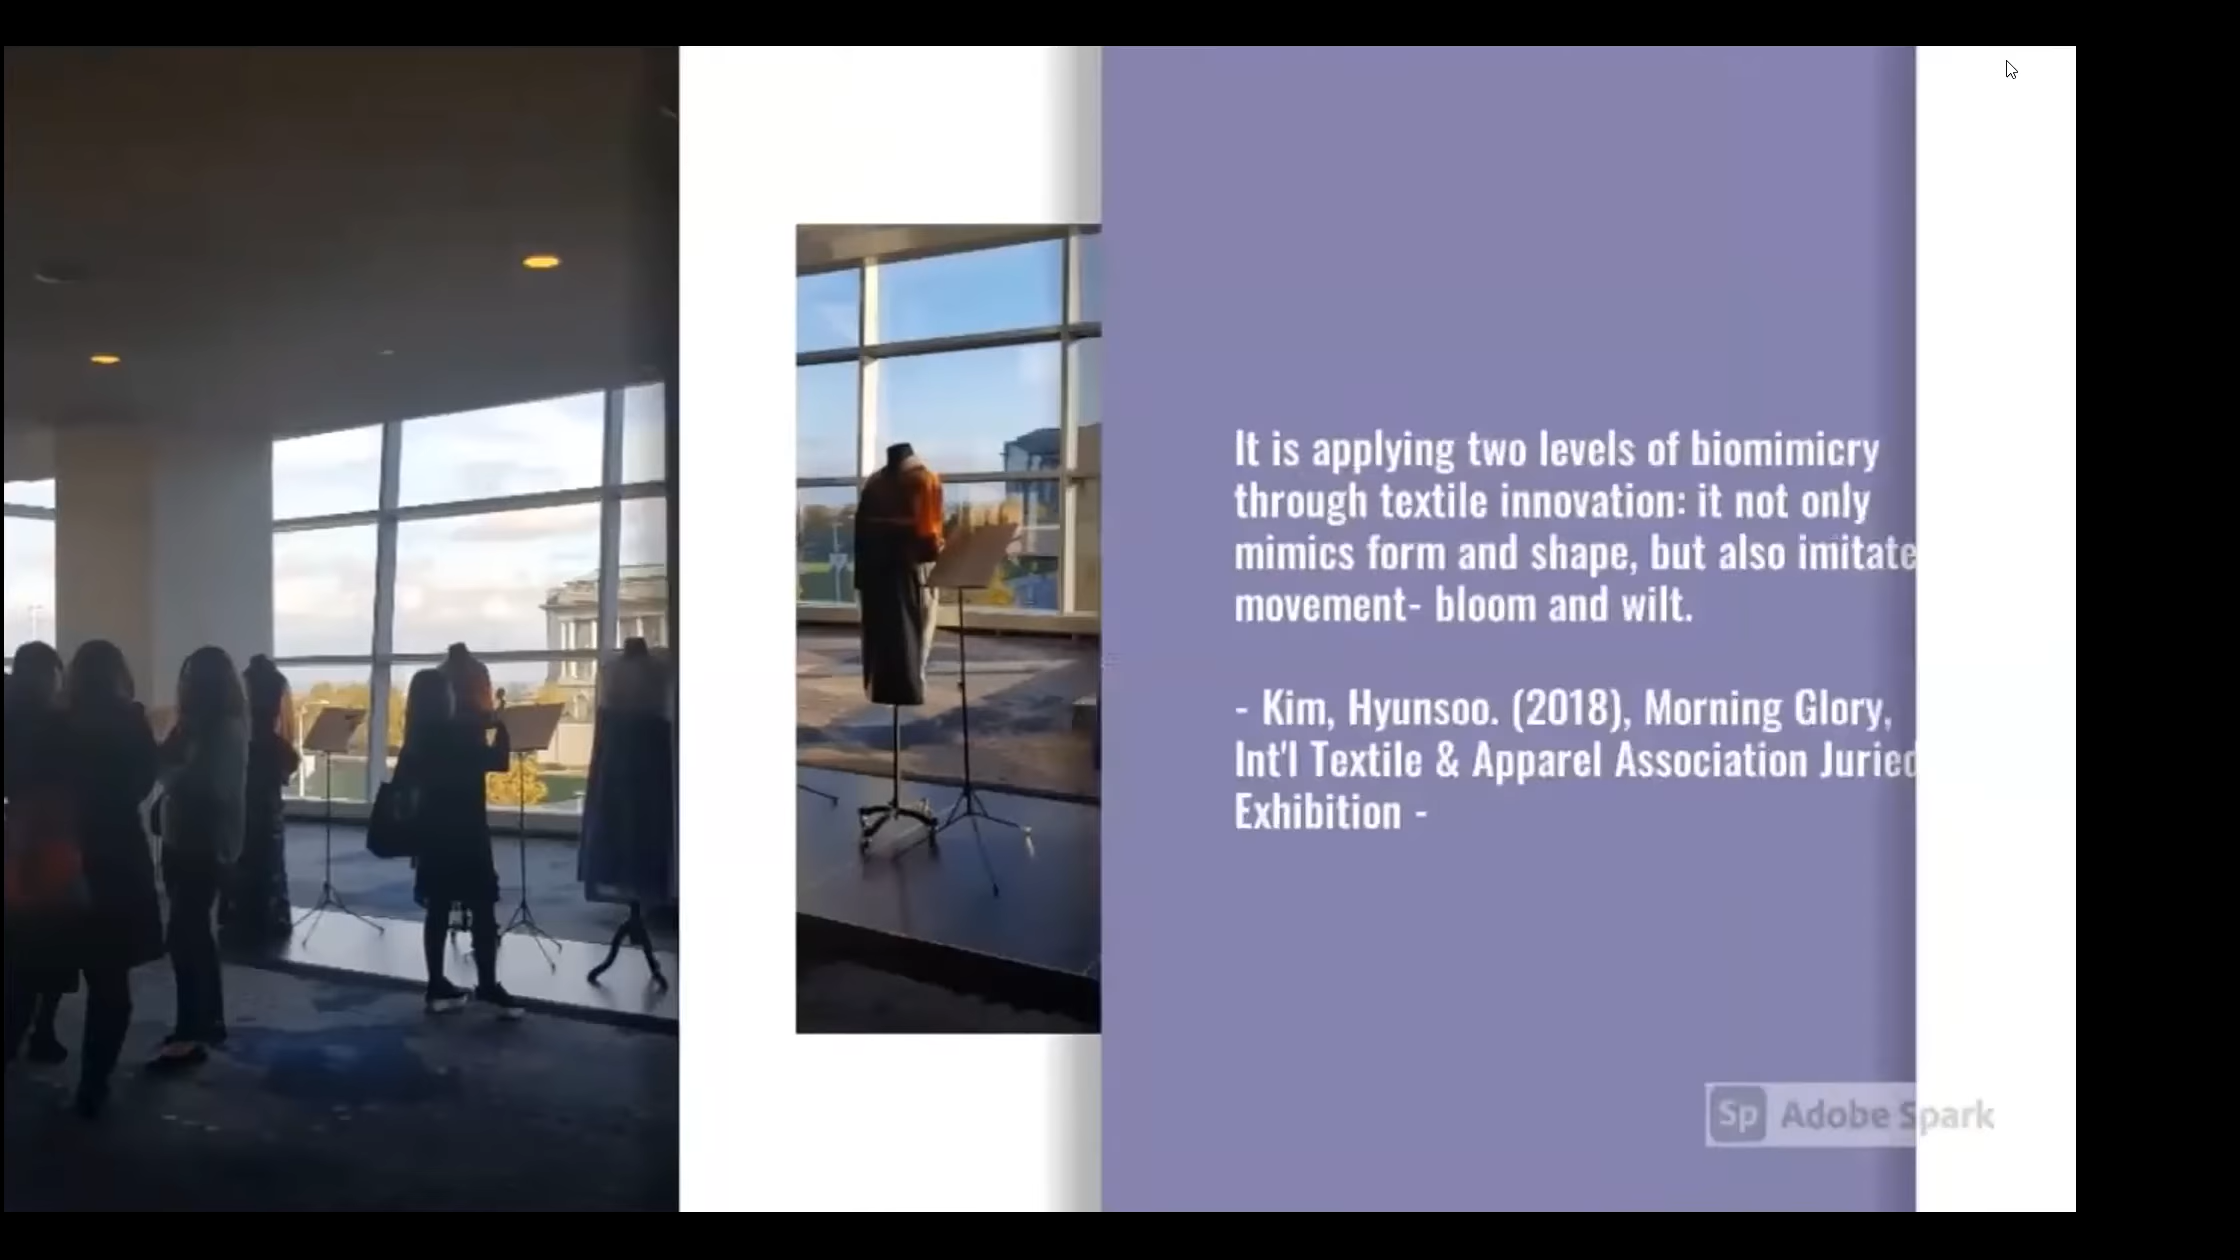 It is applying two levels of biomimicry
through textile innovation: it not only
mimics form and shape, but also imitate
movement- bloom and wilt.
- Kim, Hyunsoo. (2018), Morning Glory,
Int'l Textile & Apparel Association Juried
Exhibition -
Sp Adobe Spark